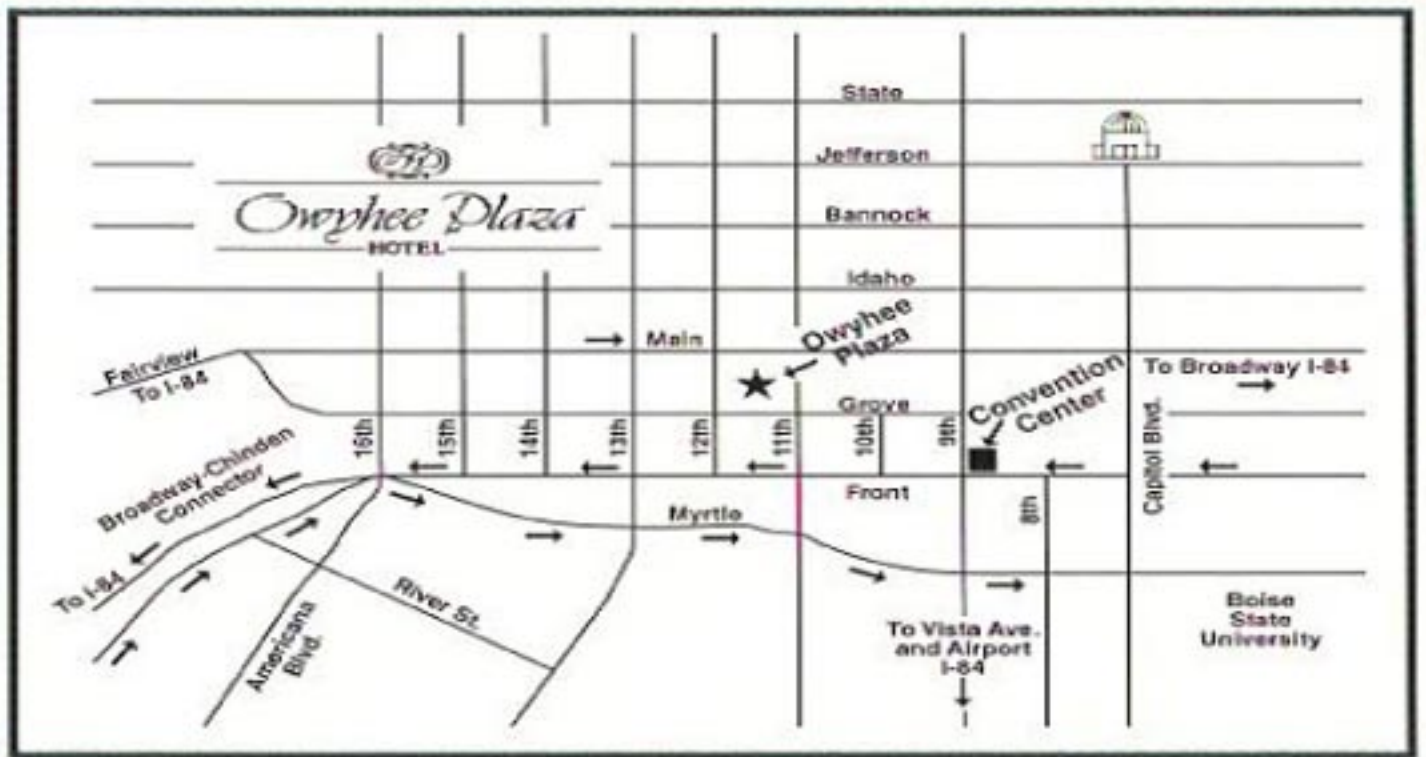 State
Jefferson
Owyhee Plaza
HOTEL
Bannock
Idaho
Main
Owyhee
Plaza
Fairview
To I-84
To Broadway I-84
Convention
Center
Grove
16th
15th
14th
13th
12th
11th
10th
9th
Capitol Blvd.
Broadway-Chinden
Connector
Front
8th
Myrtle
To I-84
River St.
Americana
Blvd.
To Vista Ave.
and Airport
I-84
Boise
State
University